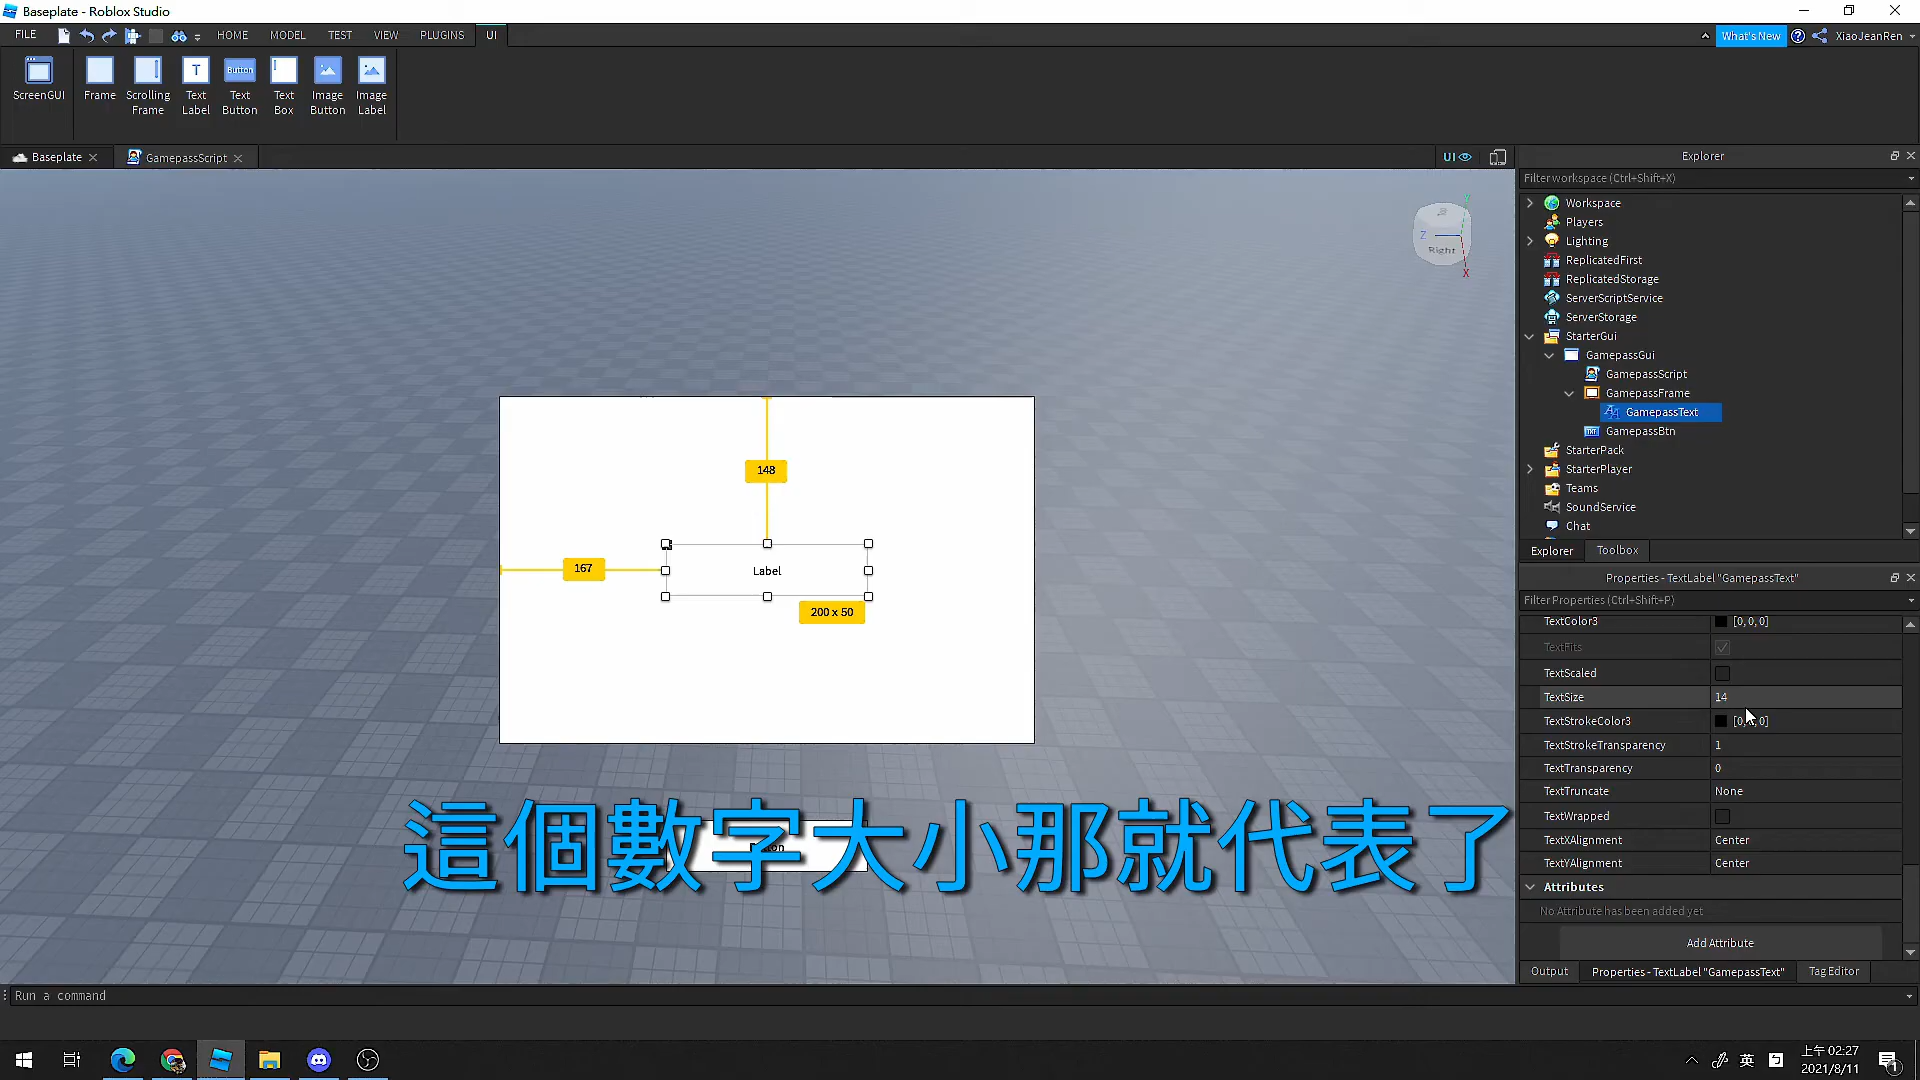 Baseplate - Roblox Studio
FILE
HOME
MODEL
TEST
VIEW
PLUGINS
UI
What's New
XiaoJeanRen
ScreenGUI
Frame
Scrolling
Frame
Text
Label
Button
Text
Button
Text
Box
Image
Button
Image
Label
Baseplate
GamepassScript
UI
Explorer
Filter workspace (Ctrl+Shift+X)
Workspace
Players
Lighting
ReplicatedFirst
ReplicatedStorage
ServerScriptService
ServerStorage
StarterGui
GamepassGui
GamepassScript
GamepassFrame
GamepassText
GamepassBtn
StarterPack
StarterPlayer
Teams
SoundService
Chat
Explorer
Toolbox
Y
Z
Right
X
148
167
Label
200 x 50
Properties - TextLabel "GamepassText"
Filter Properties (Ctrl+Shift+P)
TextColor3 [0, 0, 0]
TextFits
TextScaled
TextSize 14
TextStrokeColor3
TextStrokeTransparency 1
TextTransparency 0
TextTruncate None
TextWrapped
TextXAlignment Center
TextYAlignment Center
Attributes
No Attribute has been added yet
Add Attribute
Output
Properties - TextLabel "GamepassText"
Tag Editor
這個數字大小那就代表了
Run a command
英
上午 02:27
2021/8/11
1